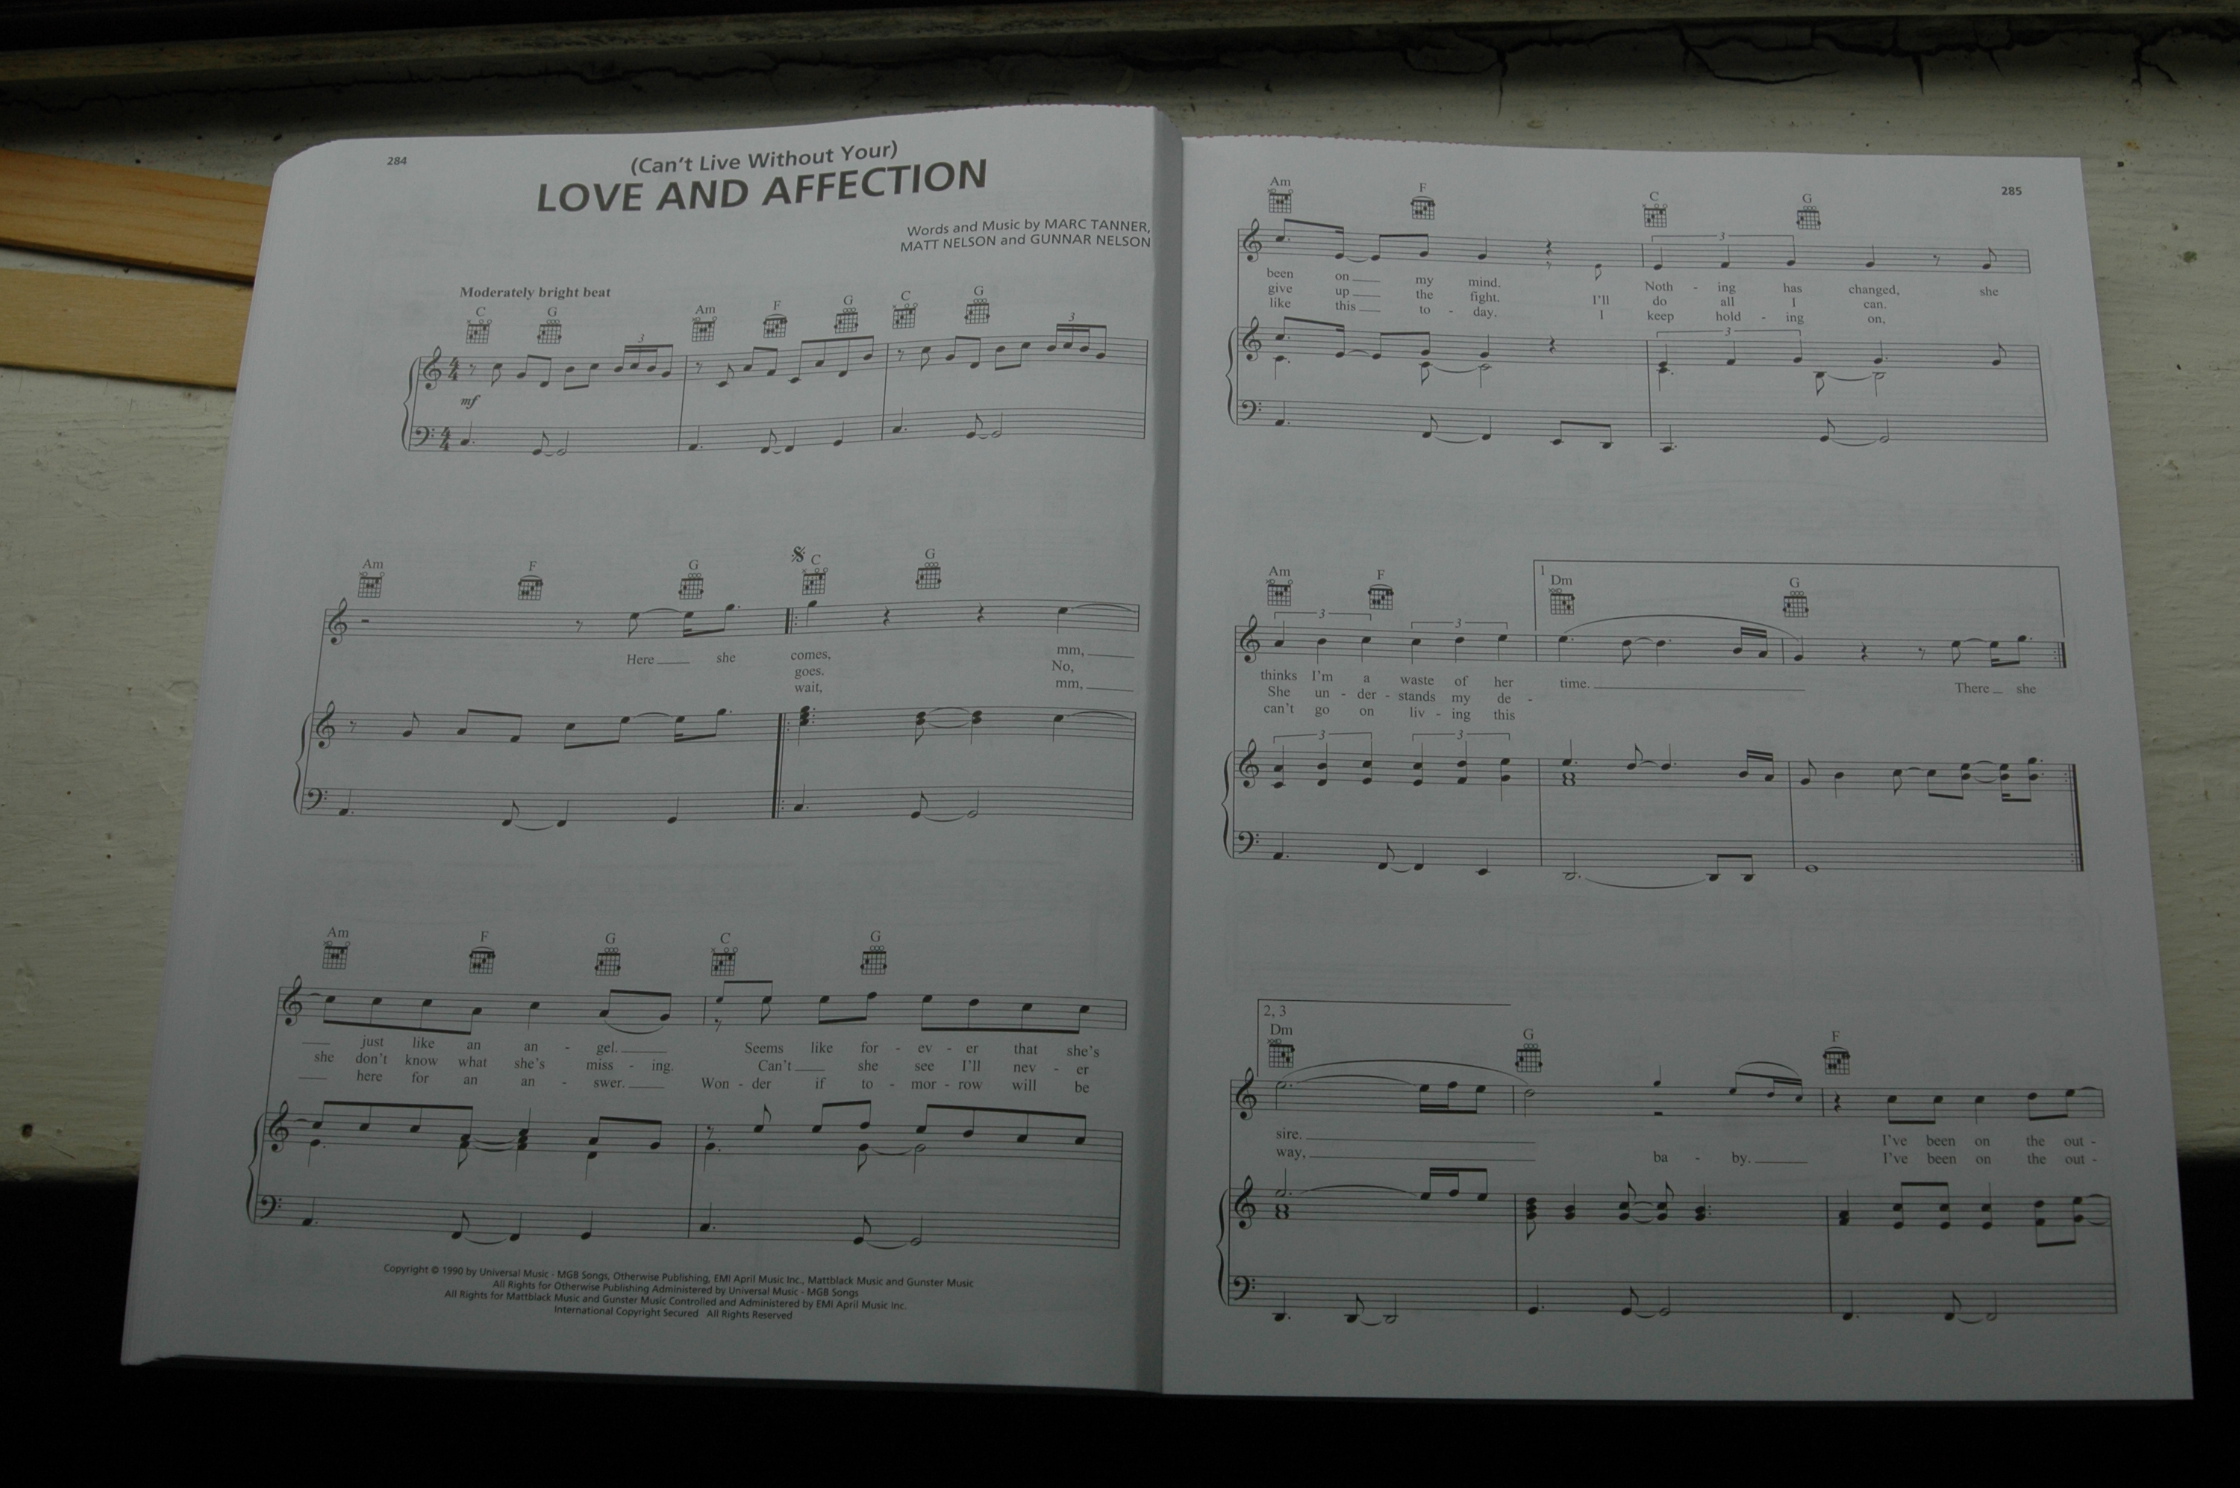 284
(Can't Live Without Your)
LOVE AND AFFECTION
Words and Music by MARC TANNER,
MATT NELSON and GUNNAR NELSON
Moderately bright beat
C G Am F G C G
3 3
mf
Am F G C G
Here she comes, mm,
goes. No,
wait, mm,
Am F G C G
just like an an - gel. Seems like for - ev - er that she's
she don't know what she's miss - ing. Can't she see I'll nev - er
here for an an - swer. Won - der if to - mor - row will be
Copyright © 1990 by Universal Music - MGB Songs, Otherwise Publishing, EMI April Music Inc., Mattblack Music and Gunster Music
All Rights for Otherwise Publishing Administered by Universal Music - MGB Songs
All Rights for Mattblack Music and Gunster Music Controlled and Administered by EMI April Music Inc.
International Copyright Secured All Rights Reserved
285
Am F C G
3
been on my mind. Noth - ing has changed, she
give up the fight. I'll do all I can.
like this to - day. I keep hold - ing on,
3
Am F 1 Dm G
3 3
thinks I'm a waste of her time. There she
She un - der - stands my de -
can't go on liv - ing this
3 3
2, 3
Dm G F
sire. I've been on the out -
way, ba - by. I've been on the out -